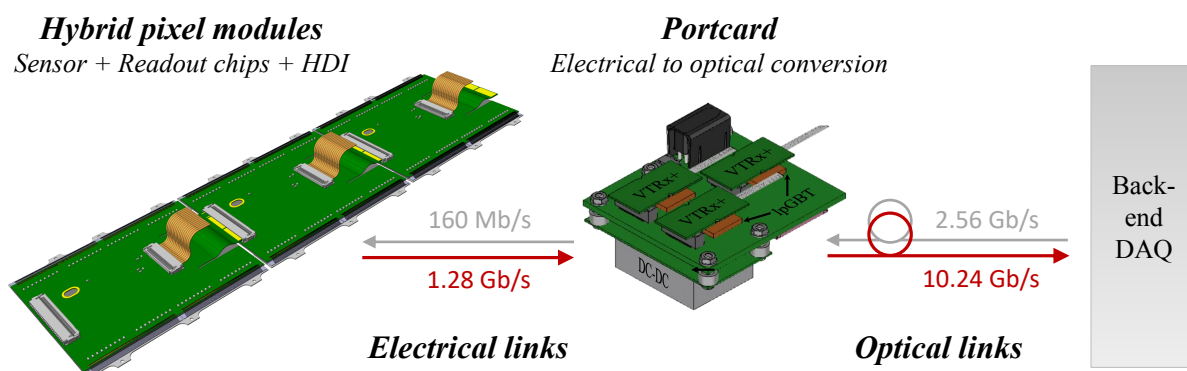 Hybrid pixel modules
Sensor + Readout chips + HDI
Portcard
Electrical to optical conversion
VTRx+
VTRx+
VTRx+
lpGBT
DC-DC
160 Mb/s
1.28 Gb/s
2.56 Gb/s
10.24 Gb/s
Back-
end
DAQ
Electrical links
Optical links